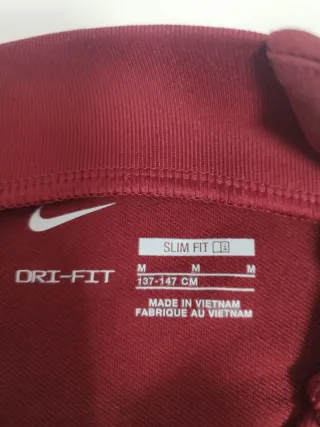 SLIM FIT
DRI-FIT
M M M
137-147 CM
MADE IN VIETNAM
FABRIQUE AU VIETNAM